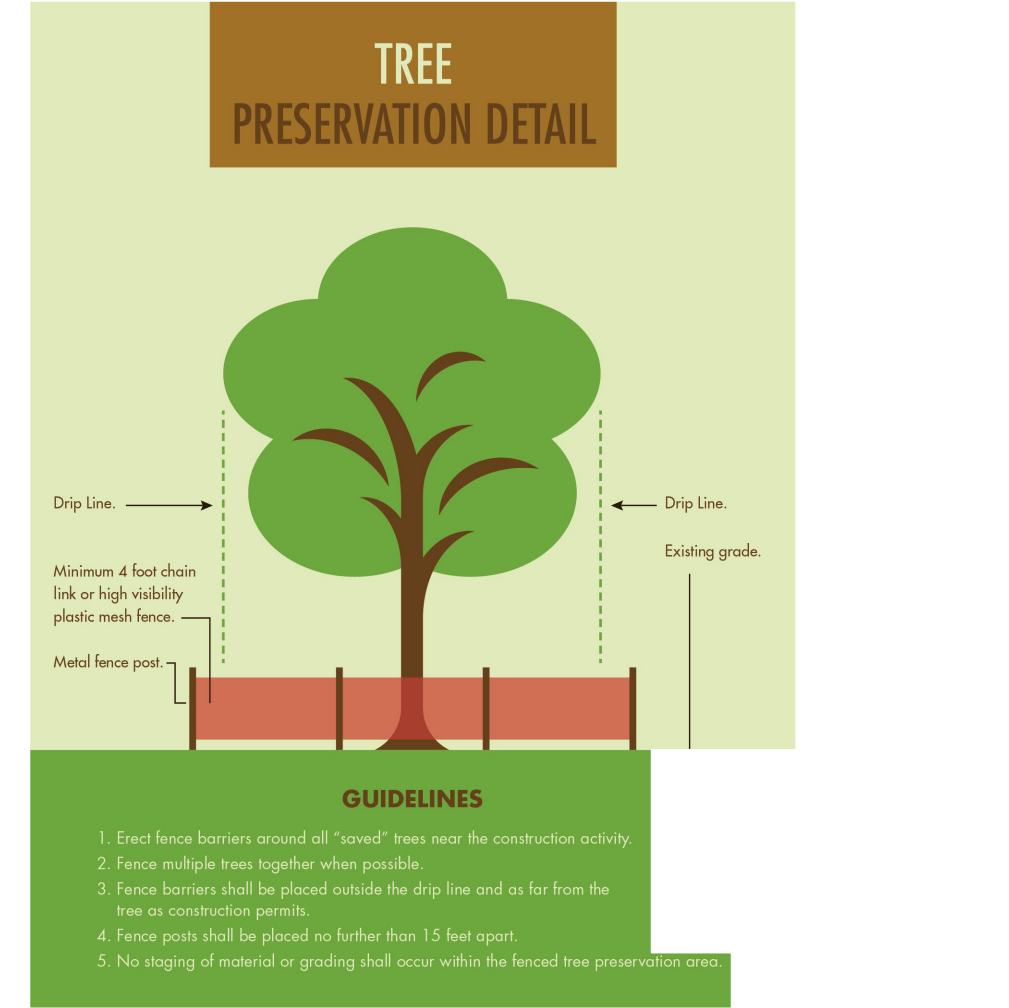 TREE
PRESERVATION DETAIL
Drip Line.
Drip Line.
Existing grade.
Minimum 4 foot chain
link or high visibility
plastic mesh fence.
Metal fence post.
GUIDELINES
1. Erect fence barriers around all “saved” trees near the construction activity.
2. Fence multiple trees together when possible.
3. Fence barriers shall be placed outside the drip line and as far from the
tree as construction permits.
4. Fence posts shall be placed no further than 15 feet apart.
5. No staging of material or grading shall occur within the fenced tree preservation area.